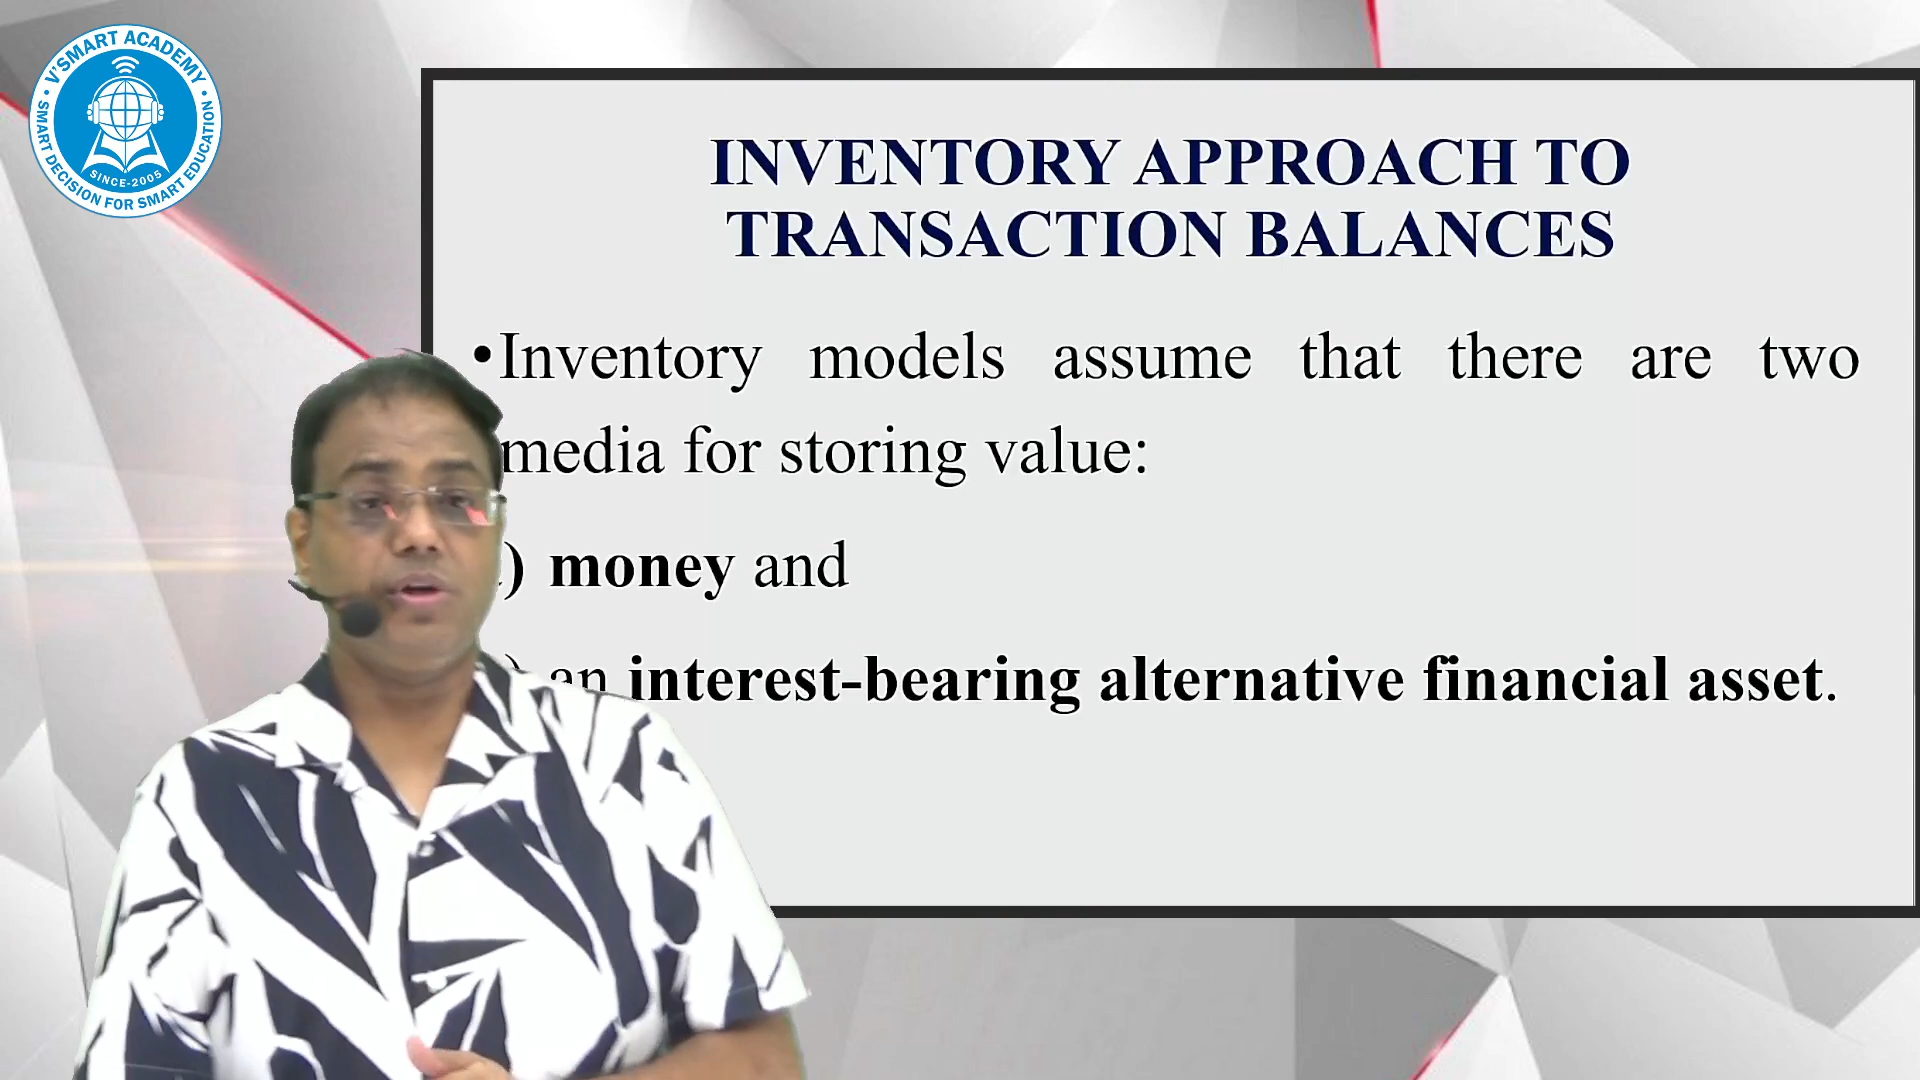 V'SMART ACADEMY
SINCE-2005
SMART DECISION FOR SMART EDUCATION
INVENTORY APPROACH TO
TRANSACTION BALANCES
•Inventory models assume that there are two
media for storing value:
) money and
) an interest-bearing alternative financial asset.